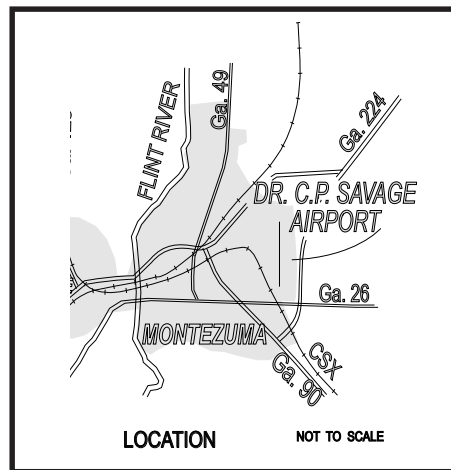 FLINT RIVER
Ga. 49
Ga. 224
DR. C.P. SAVAGE
AIRPORT
Ga. 26
MONTEZUMA
CSX
Ga. 90
LOCATION
NOT TO SCALE